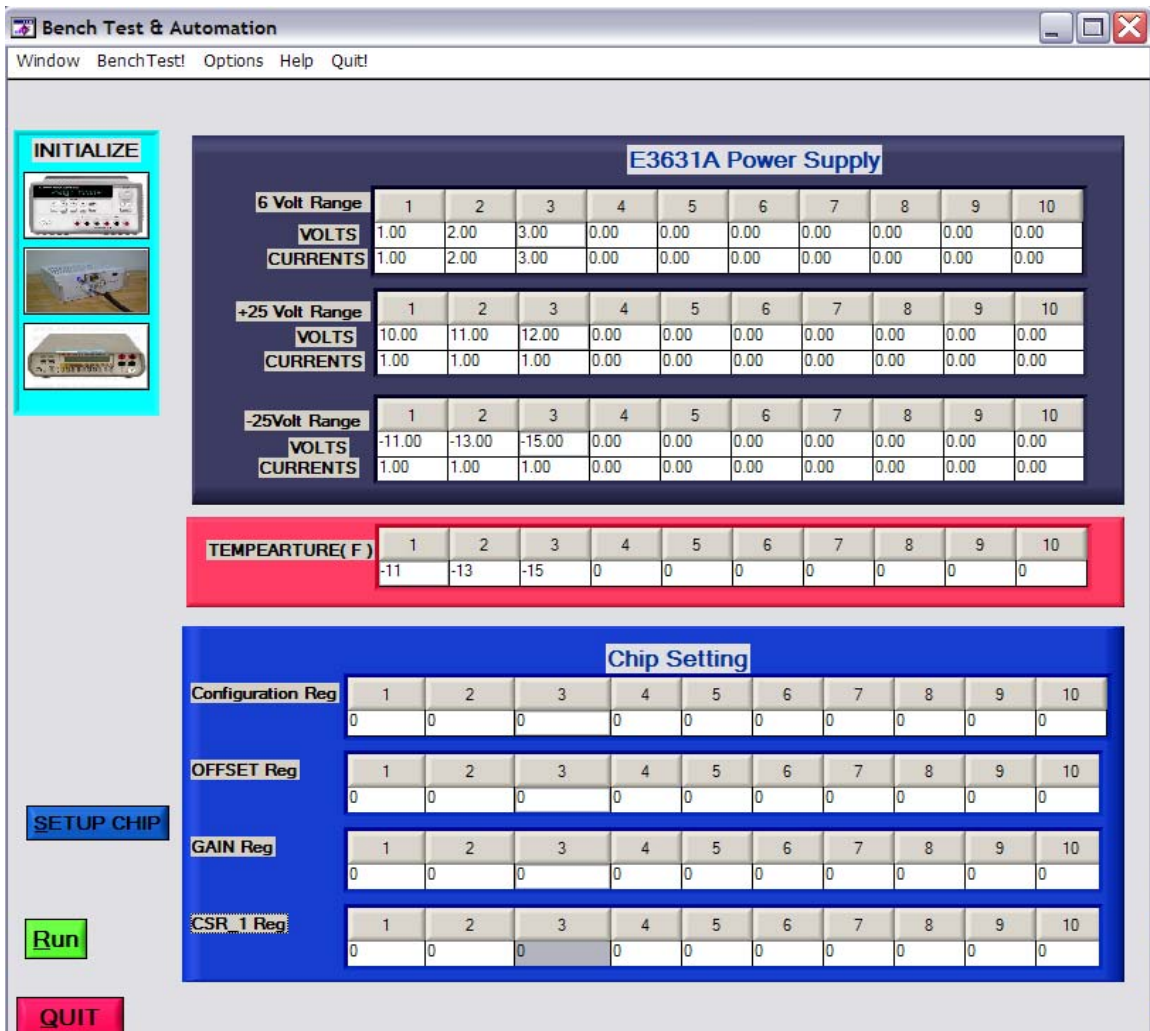 Bench Test & Automation
Window BenchTest! Options Help Quit!
INITIALIZE
E3631A Power Supply
6 Volt Range 1 2 3 4 5 6 7 8 9 10
VOLTS 1.00 2.00 3.00 0.00 0.00 0.00 0.00 0.00 0.00 0.00
CURRENTS 1.00 2.00 3.00 0.00 0.00 0.00 0.00 0.00 0.00 0.00
+25 Volt Range 1 2 3 4 5 6 7 8 9 10
VOLTS 10.00 11.00 12.00 0.00 0.00 0.00 0.00 0.00 0.00 0.00
CURRENTS 1.00 1.00 1.00 0.00 0.00 0.00 0.00 0.00 0.00 0.00
-25Volt Range 1 2 3 4 5 6 7 8 9 10
VOLTS -11.00 -13.00 -15.00 0.00 0.00 0.00 0.00 0.00 0.00 0.00
CURRENTS 1.00 1.00 1.00 0.00 0.00 0.00 0.00 0.00 0.00 0.00
TEMPEARTURE( F ) 1 2 3 4 5 6 7 8 9 10
-11 -13 -15 0 0 0 0 0 0 0
Chip Setting
Configuration Reg 1 2 3 4 5 6 7 8 9 10
0 0 0 0 0 0 0 0 0 0
OFFSET Reg 1 2 3 4 5 6 7 8 9 10
0 0 0 0 0 0 0 0 0 0
SETUP CHIP
GAIN Reg 1 2 3 4 5 6 7 8 9 10
0 0 0 0 0 0 0 0 0 0
CSR_1 Reg 1 2 3 4 5 6 7 8 9 10
0 0 0 0 0 0 0 0 0 0
Run
QUIT